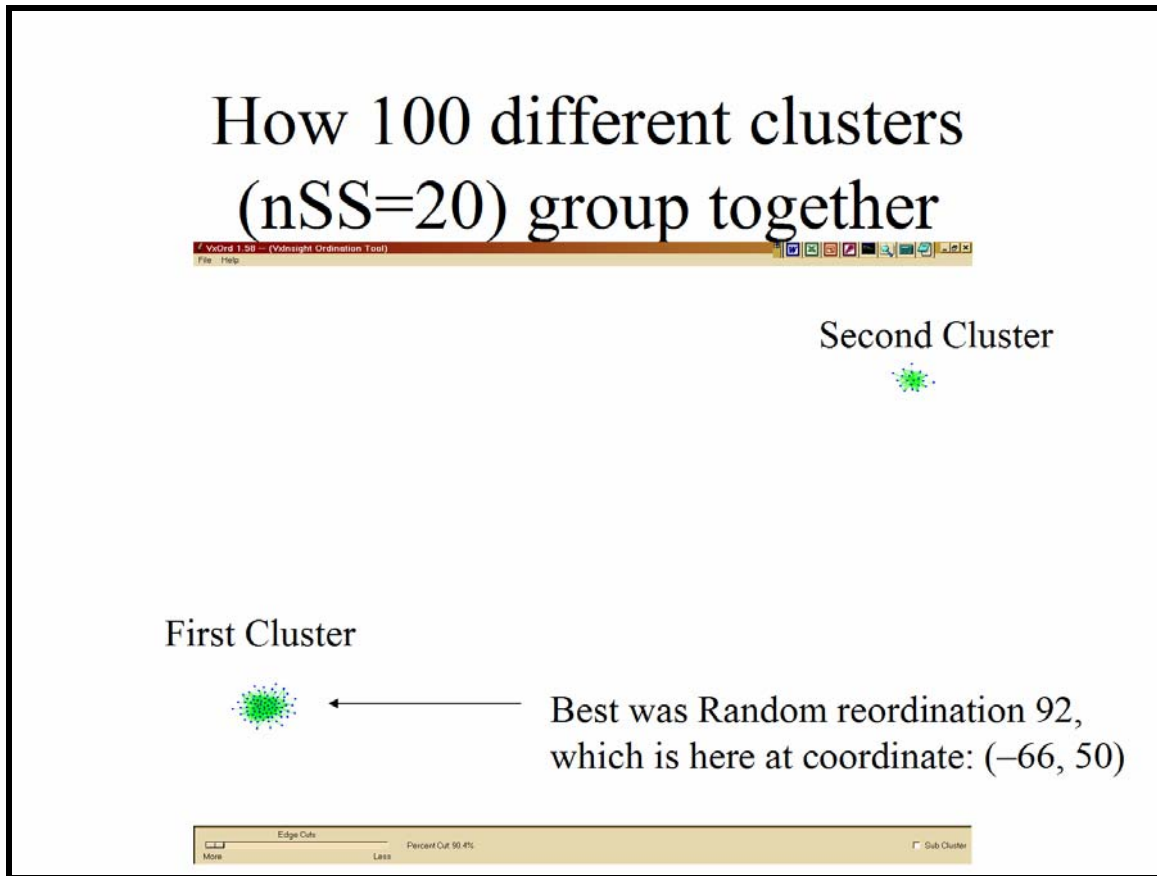 How 100 different clusters
(nSS=20) group together
VxOrd 1.50 -- (VxInsight Ordination Tool)
File Help
Second Cluster
First Cluster
Best was Random reordination 92,
which is here at coordinate: (–66, 50)
Edge Cuts
More Less
Percent Cut 90.4%
Sub Cluster